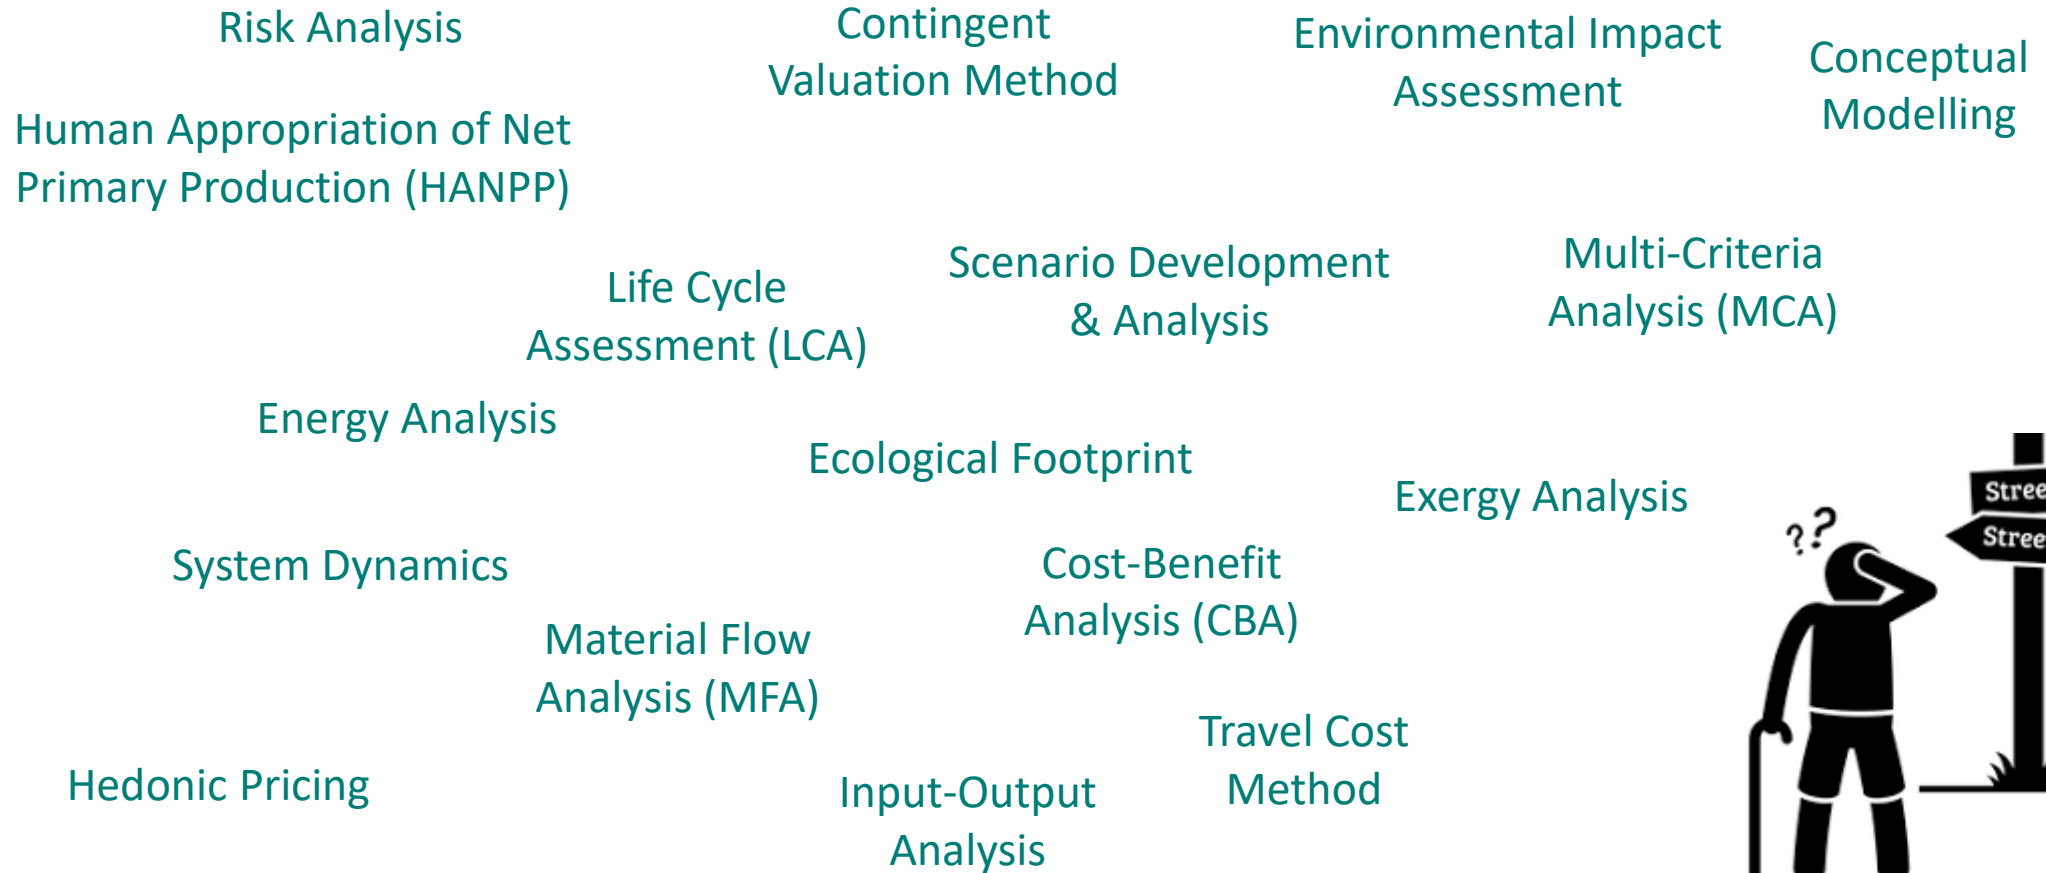 Risk Analysis
Contingent
Valuation Method
Environmental Impact
Assessment
Conceptual
Modelling
Human Appropriation of Net
Primary Production (HANPP)
Life Cycle
Assessment (LCA)
Scenario Development
& Analysis
Multi-Criteria
Analysis (MCA)
Energy Analysis
Ecological Footprint
Exergy Analysis
Stree
Stree
??
System Dynamics
Cost-Benefit
Analysis (CBA)
Material Flow
Analysis (MFA)
Travel Cost
Method
Hedonic Pricing
Input-Output
Analysis